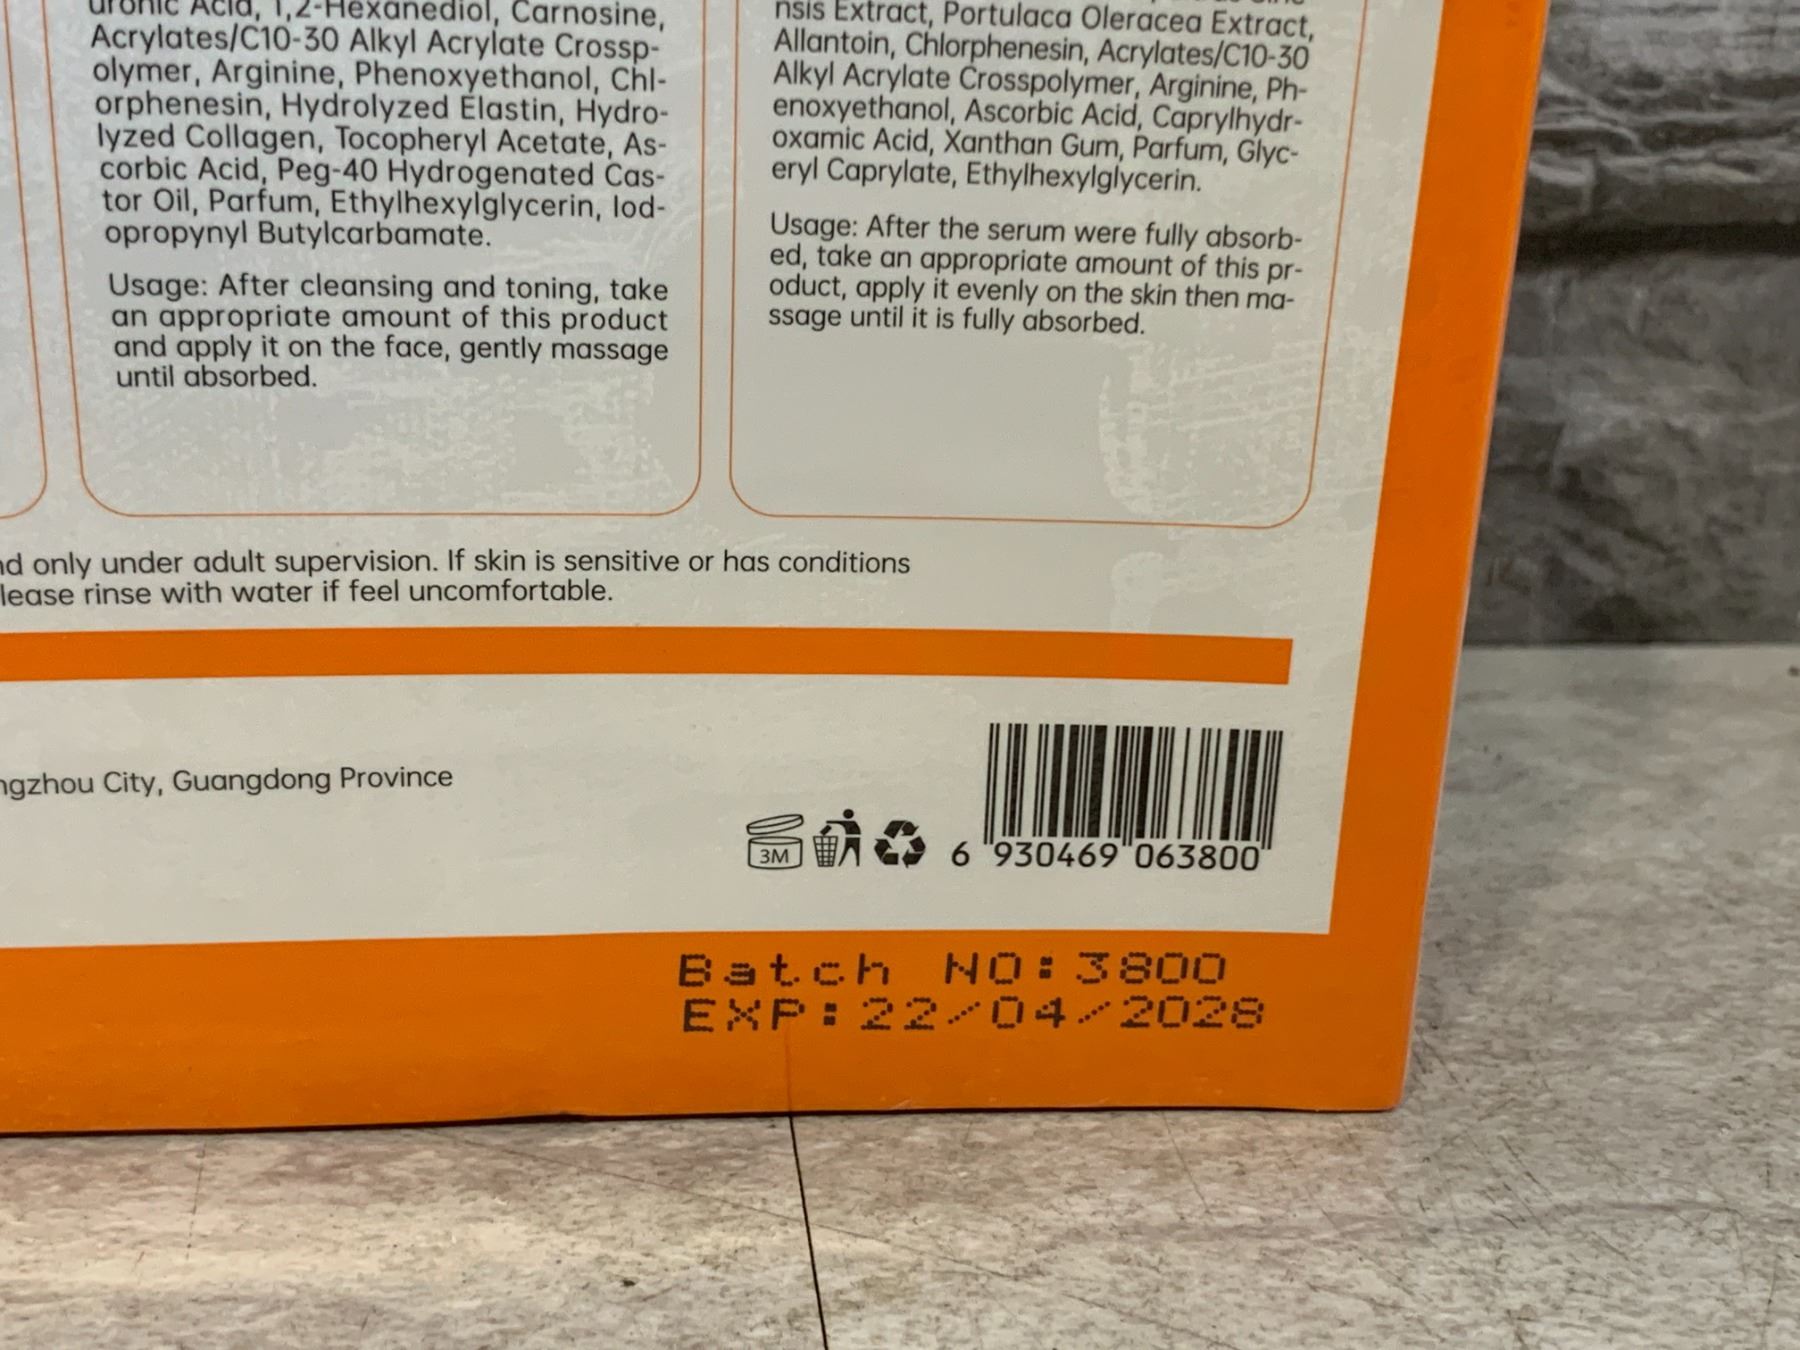 Acid, 1,2-Hexanediol, Carnosine,
Acrylates/C10-30 Alkyl Acrylate Crossp-
olymer, Arginine, Phenoxyethanol, Chl-
orphenesin, Hydrolyzed Elastin, Hydro-
lyzed Collagen, Tocopheryl Acetate, As-
corbic Acid, Peg-40 Hydrogenated Cas-
tor Oil, Parfum, Ethylhexylglycerin, Iod-
opropynyl Butylcarbamate.
Usage: After cleansing and toning, take
an appropriate amount of this product
and apply it on the face, gently massage
until absorbed.
nsis Extract, Portulaca Oleracea Extract,
Allantoin, Chlorphenesin, Acrylates/C10-30
Alkyl Acrylate Crosspolymer, Arginine, Ph-
enoxyethanol, Ascorbic Acid, Caprylhydr-
oxamic Acid, Xanthan Gum, Parfum, Glyc-
eryl Caprylate, Ethylhexylglycerin.
Usage: After the serum were fully absorb-
ed, take an appropriate amount of this pr-
oduct, apply it evenly on the skin then ma-
ssage until it is fully absorbed.
only under adult supervision. If skin is sensitive or has conditions
lease rinse with water if feel uncomfortable.
ngzhou City, Guangdong Province
3M
6 930469 063800
Batch NO:3800
EXP:22/04/2028